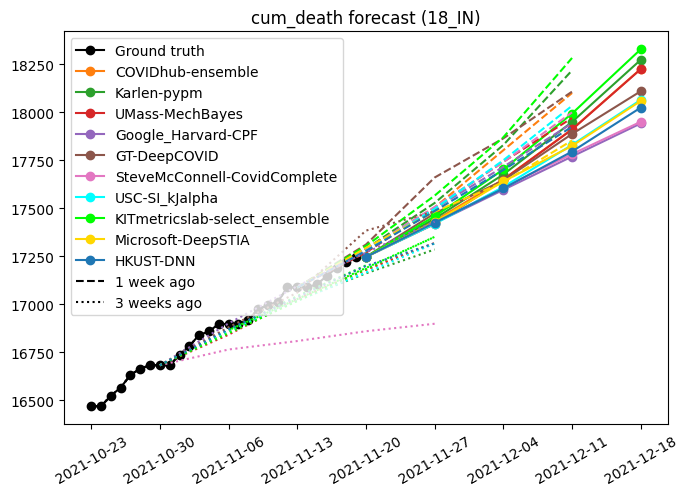 cum_death forecast (18_IN)
18250
18000
17750
17500
17250
17000
16750
16500
Ground truth
COVIDhub-ensemble
Karlen-pypm
UMass-MechBayes
Google_Harvard-CPF
GT-DeepCOVID
SteveMcConnell-CovidComplete
USC-SI_kJalpha
KITmetricslab-select_ensemble
Microsoft-DeepSTIA
HKUST-DNN
1 week ago
3 weeks ago
2021-10-23
2021-10-30
2021-11-06
2021-11-13
2021-11-20
2021-11-27
2021-12-04
2021-12-11
2021-12-18